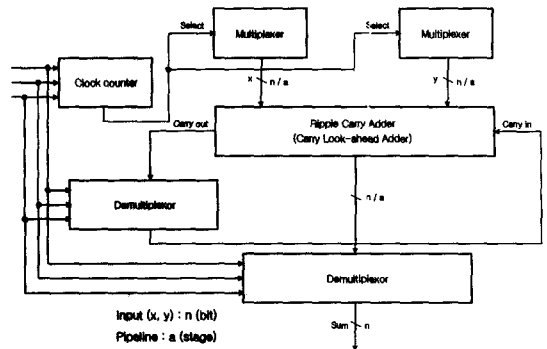 Select
Multiplexer
Select
Multiplexer
Clock counter
x
n / a
y
n / a
Carry out
Ripple Carry Adder
(Carry Look-ahead Adder)
Carry in
Demultiplexor
n / a
Demultiplexor
Input (x, y) : n (bit)
Pipeline : a (stage)
Sum
n